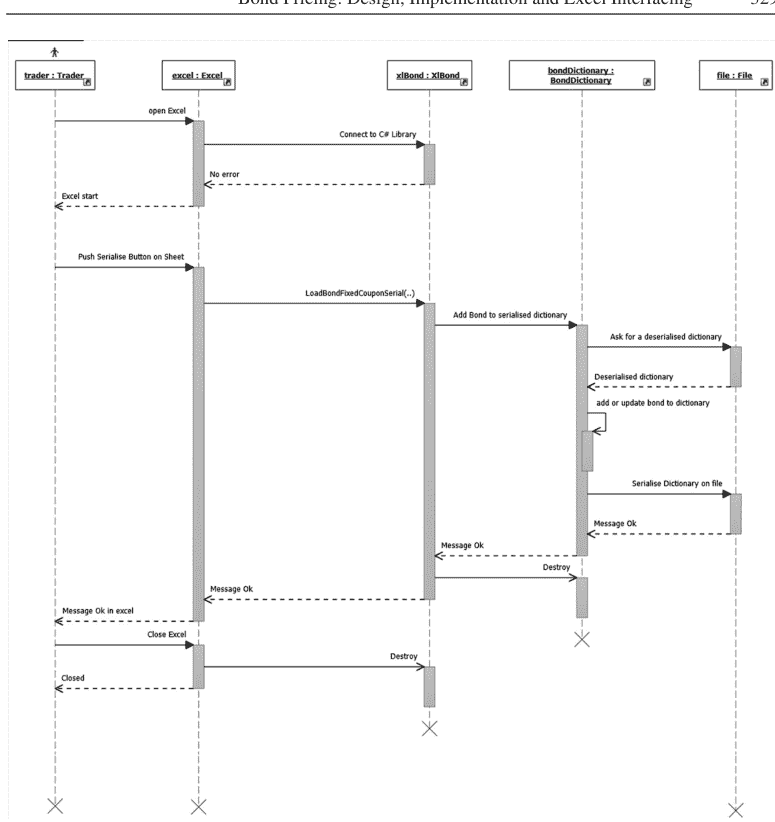 Bond Pricing: Design, Implementation and Excel Interfacing 329
trader : Trader
excel : Excel
xlBond : XlBond
bondDictionary :
BondDictionary
file : File
open Excel
Connect to C# Library
No error
Excel start
Push Serialise Button on Sheet
LoadBondFixedCouponSerial(..)
Add Bond to serialised dictionary
Ask for a deserialised dictionary
Deserialised dictionary
add or update bond to dictionary
Serialise Dictionary on file
Message Ok
Message Ok
Destroy
Message Ok
Message Ok in excel
Close Excel
Destroy
Closed